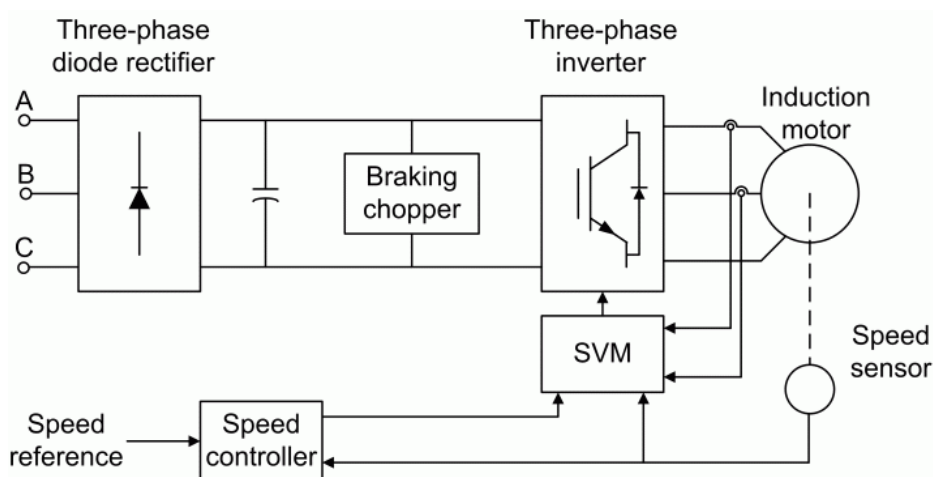 Three-phase
diode rectifier
Three-phase
inverter
A
Induction
motor
B
Braking
chopper
C
SVM
Speed
sensor
Speed
reference
Speed
controller